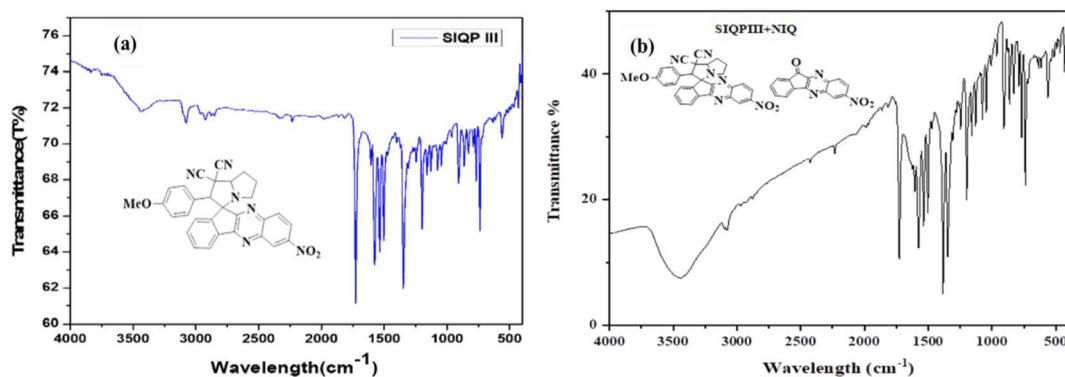 (a)
SIQP III
76
74
72
70
68
66
64
62
60
Transmittance(T%)
CN
NC
N
MeO
N
N
NO₂
4000 3500 3000 2500 2000 1500 1000 500
Wavelength(cm⁻¹)
(b)
SIQPIII+NIQ
CN
NC
MeO
N
N
N
NO₂
O
N
N
NO₂
40
20
0
Transmittance %
4000 3500 3000 2500 2000 1500 1000 500
Wavelength (cm⁻¹)